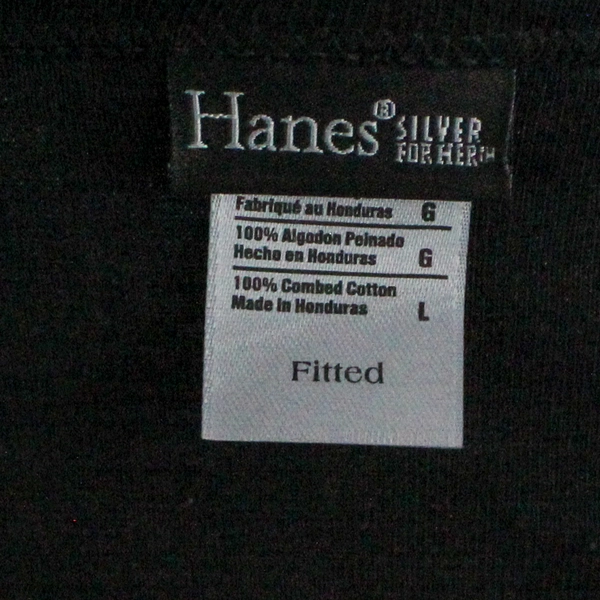 Hanes® SILVER
FOR HER™
Fabriqué au Honduras G
100% Algodon Peinado
Hecho en Honduras G
100% Combed Cotton
Made In Honduras L
Fitted